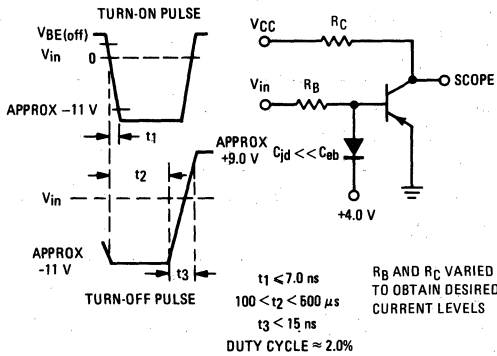 TURN-ON PULSE
VBE(off)
Vin
0
APPROX −11 V
t1
APPROX
+9.0 V
t2
Vin
APPROX
-11 V
t3
TURN-OFF PULSE
VCC
RC
SCOPE
Vin
RB
Cjd << Ceb
+4.0 V
t1 ≤ 7.0 ns
100 < t2 < 500 µs
t3 < 15 ns
DUTY CYCLE ≈ 2.0%
RB AND RC VARIED
TO OBTAIN DESIRED
CURRENT LEVELS